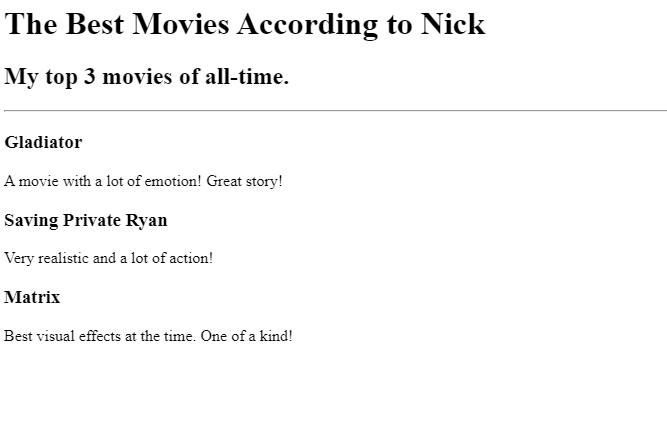 The Best Movies According to Nick
My top 3 movies of all-time.
Gladiator
A movie with a lot of emotion! Great story!
Saving Private Ryan
Very realistic and a lot of action!
Matrix
Best visual effects at the time. One of a kind!